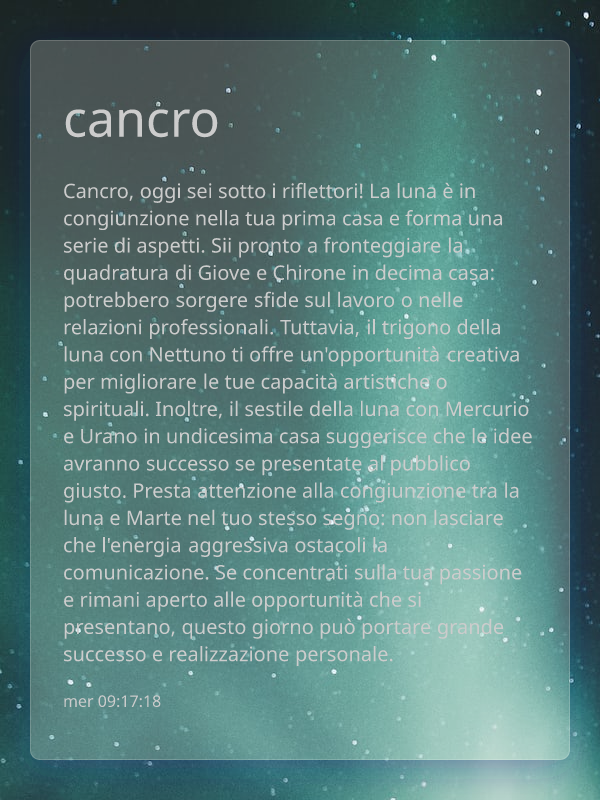 cancro
Cancro, oggi sei sotto i riflettori! La luna è in
congiunzione nella tua prima casa e forma una
serie di aspetti. Sii pronto a fronteggiare la
quadratura di Giove e Chirone in decima casa:
potrebbero sorgere sfide sul lavoro o nelle
relazioni professionali. Tuttavia, il trigono della
luna con Nettuno ti offre un'opportunità creativa
per migliorare le tue capacità artistiche o
spirituali. Inoltre, il sestile della luna con Mercurio
e Urano in undicesima casa suggerisce che le idee
avranno successo se presentate al pubblico
giusto. Presta attenzione alla congiunzione tra la
luna e Marte nel tuo stesso segno: non lasciare
che l'energia aggressiva ostacoli la
comunicazione. Se concentrati sulla tua passione
e rimani aperto alle opportunità che si
presentano, questo giorno può portare grande
successo e realizzazione personale.
mer 09:17:18